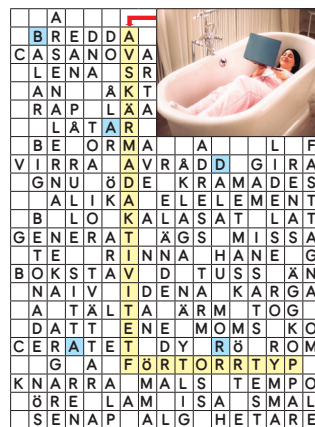 A
BREDDA
CASANOVA
LENA SR
AN ÅKT
RAP LÄA
LÅTAR
BE ORMA A L F
VIRRA AVRÅDD GIRA
GNU ÖDE KRAMADES
ALIKA ELELEMENT
B LO KALASAT LAT
GENERAT ÄGS MISSA
TE RINNA HANE G
BOKSTAV D TUSS ÄN
NAIV IDENA KARGA
A TÄLTA ÄRM TOG
DATT ENE MOMS KO
CERATET DY RÖ ROM
G A FÖRTORRTYP
KNARRA MALS TEMPO
ÖRE LAM ISA SMAL
SENAP ALG HETARE